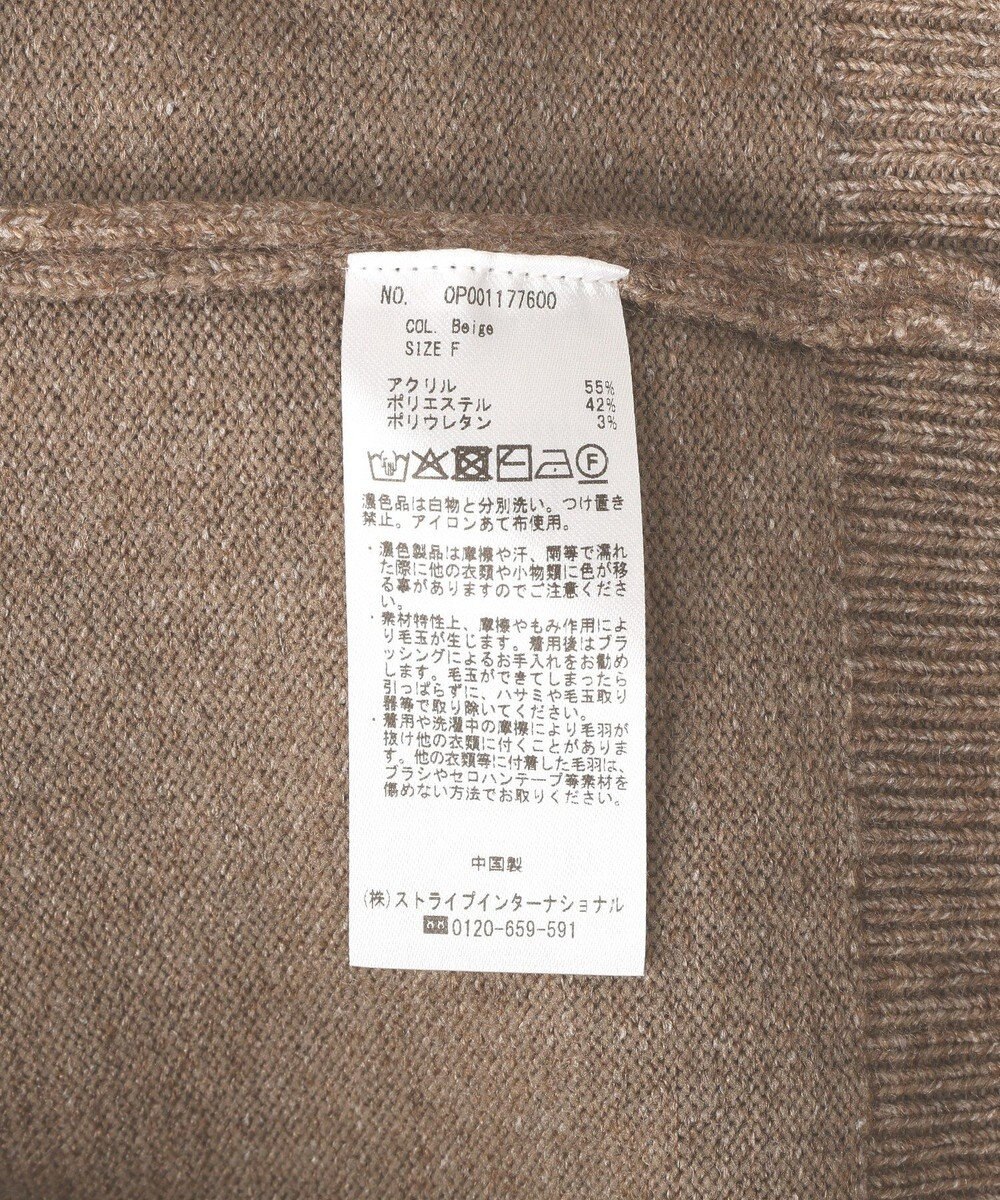 NO. OP001177600
COL. Beige
SIZE F
アクリル 55%
ポリエステル 42%
ポリウレタン 3%
F
濃色品は白物と分別洗い。つけ置き
禁止。アイロンあて布使用。
・濃色製品は摩擦や汗、雨等で濡れ
た際に他の衣類や小物類に色が移
る事がありますのでご注意くださ
い。
・素材特性上、摩擦やもみ作用によ
り毛玉が生じます。着用後はブラ
ッシングによるお手入れをお勧め
します。毛玉ができてしまったら
引っぱらずに、ハサミや毛玉取り
器等で取り除いてください。
・着用や洗濯中の摩擦により毛羽が
抜け他の衣類に付くことがありま
す。他の衣類等に付着した毛羽は、
ブラシやセロハンテープ等素材を
傷めない方法でお取りください。
中国製
(株)ストライプインターナショナル
0120-659-591